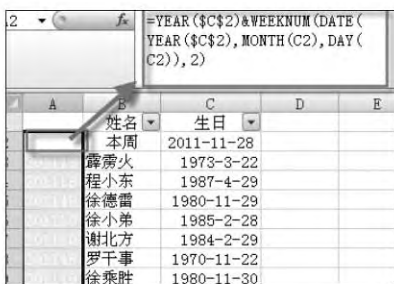 fx
=YEAR($C$2)&WEEKNUM(DATE(
YEAR($C$2),MONTH(C2),DAY(
C2)),2)
A B C D E
姓名 生日
本周 2011-11-28
霹雳火 1973-3-22
程小东 1987-4-29
徐德雷 1980-11-29
徐小弟 1985-2-28
谢北方 1984-2-29
罗干事 1970-11-22
徐乘胜 1980-11-30